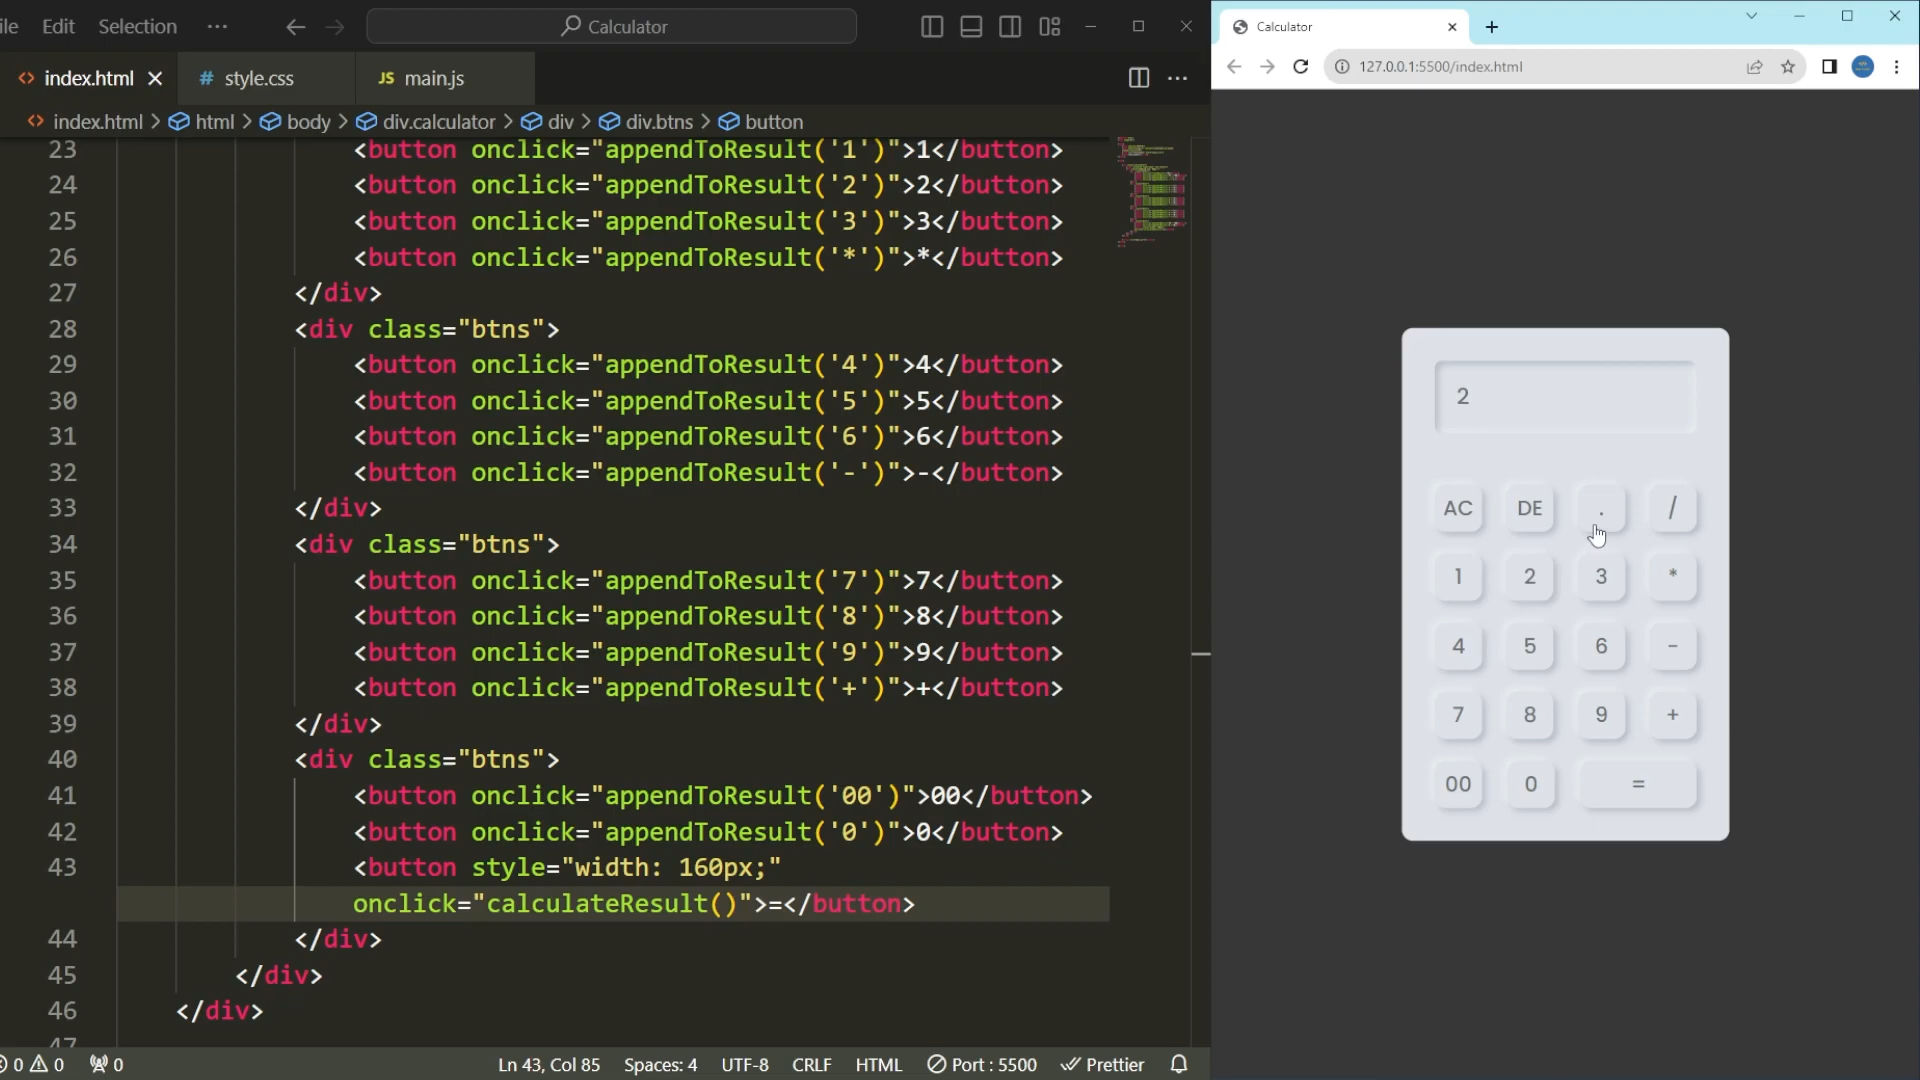 ile Edit Selection ··· Calculator
index.html style.css JS main.js
index.html > html > body > div.calculator > div > div.btns > button
23 <button onclick="appendToResult('1')">1</button>
24 <button onclick="appendToResult('2')">2</button>
25 <button onclick="appendToResult('3')">3</button>
26 <button onclick="appendToResult('*')">*</button>
27 </div>
28 <div class="btns">
29 <button onclick="appendToResult('4')">4</button>
30 <button onclick="appendToResult('5')">5</button>
31 <button onclick="appendToResult('6')">6</button>
32 <button onclick="appendToResult('-')">-</button>
33 </div>
34 <div class="btns">
35 <button onclick="appendToResult('7')">7</button>
36 <button onclick="appendToResult('8')">8</button>
37 <button onclick="appendToResult('9')">9</button>
38 <button onclick="appendToResult('+')">+</button>
39 </div>
40 <div class="btns">
41 <button onclick="appendToResult('00')">00</button>
42 <button onclick="appendToResult('0')">0</button>
43 <button style="width: 160px;"
onclick="calculateResult()">=</button>
44 </div>
45 </div>
46 </div>
47
0 0 0 Ln 43, Col 85 Spaces: 4 UTF-8 CRLF HTML Port : 5500 Prettier
Calculator
127.0.0.1:5500/index.html
2
AC DE . /
1 2 3 *
4 5 6 -
7 8 9 +
00 0 =